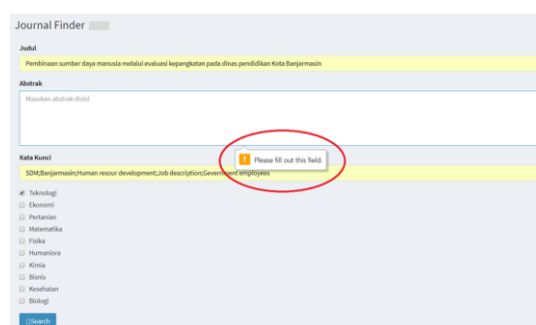 Journal Finder
Judul
Pembinaan sumber daya manusia melalui evaluasi kepangkatan pada dinas pendidikan Kota Banjarmasin
Abstrak
Masukan abstrak disini
Please fill out this field.
Kata Kunci
SDM;Banjarmasin;Human resour development;Job description;Government employees
Teknologi
Ekonomi
Pertanian
Matematika
Fisika
Humaniora
Kimia
Bisnis
Kesehatan
Biologi
Search